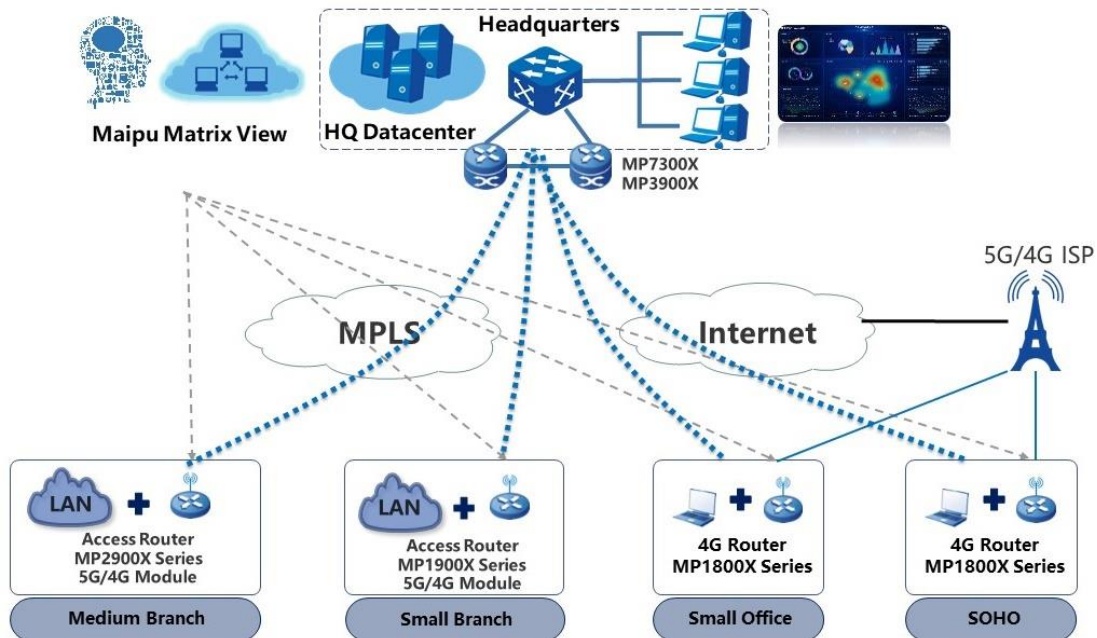 Headquarters
Maipu Matrix View
HQ Datacenter
MP7300X
MP3900X
5G/4G ISP
MPLS
Internet
LAN
Access Router
MP2900X Series
5G/4G Module
Medium Branch
LAN
Access Router
MP1900X Series
5G/4G Module
Small Branch
4G Router
MP1800X Series
Small Office
4G Router
MP1800X Series
SOHO